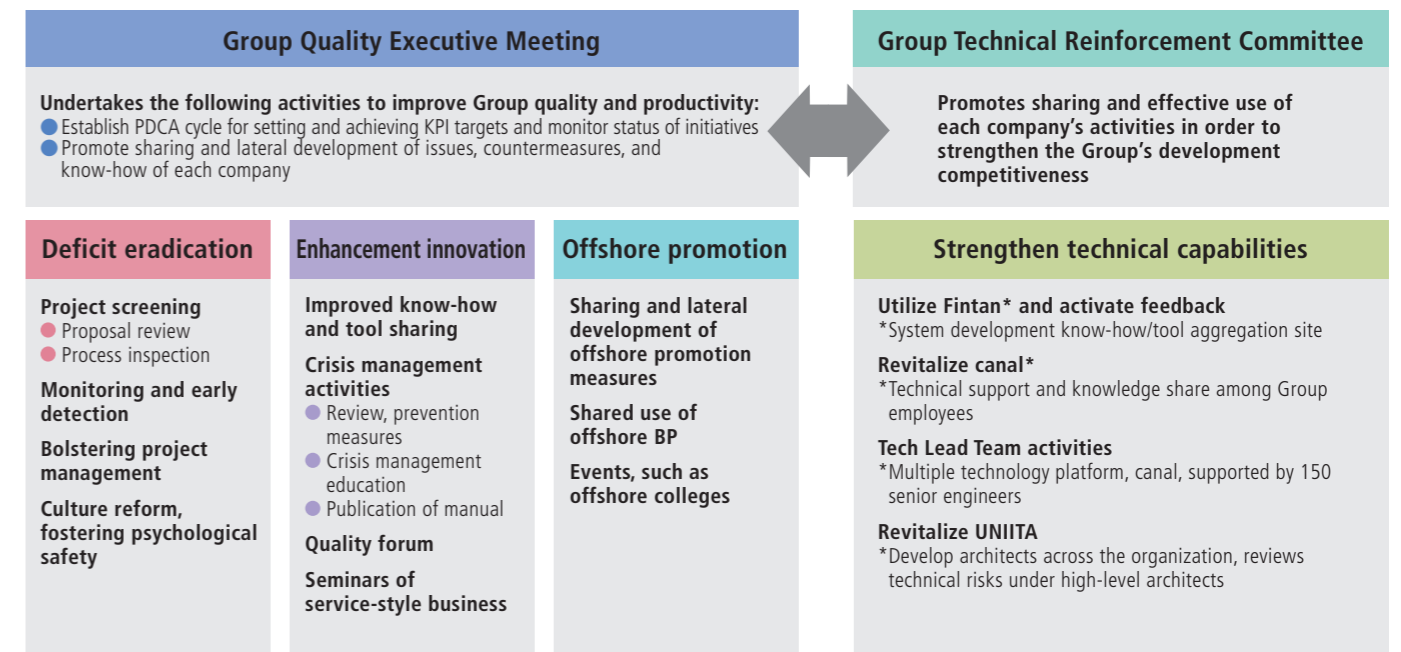 Group Quality Executive Meeting
Undertakes the following activities to improve Group quality and productivity:
● Establish PDCA cycle for setting and achieving KPI targets and monitor status of initiatives
● Promote sharing and lateral development of issues, countermeasures, and
know-how of each company
Group Technical Reinforcement Committee
Promotes sharing and effective use of
each company's activities in order to
strengthen the Group's development
competitiveness
Deficit eradication
Project screening
● Proposal review
● Process inspection
Monitoring and early
detection
Bolstering project
management
Culture reform,
fostering psychological
safety
Enhancement innovation
Improved know-how
and tool sharing
Crisis management
activities
● Review, prevention
measures
● Crisis management
education
● Publication of manual
Quality forum
Seminars of
service-style business
Offshore promotion
Sharing and lateral
development of
offshore promotion
measures
Shared use of
offshore BP
Events, such as
offshore colleges
Strengthen technical capabilities
Utilize Fintan* and activate feedback
*System development know-how/tool aggregation site
Revitalize canal*
*Technical support and knowledge share among Group
employees
Tech Lead Team activities
*Multiple technology platform, canal, supported by 150
senior engineers
Revitalize UNIITA
*Develop architects across the organization, reviews
technical risks under high-level architects